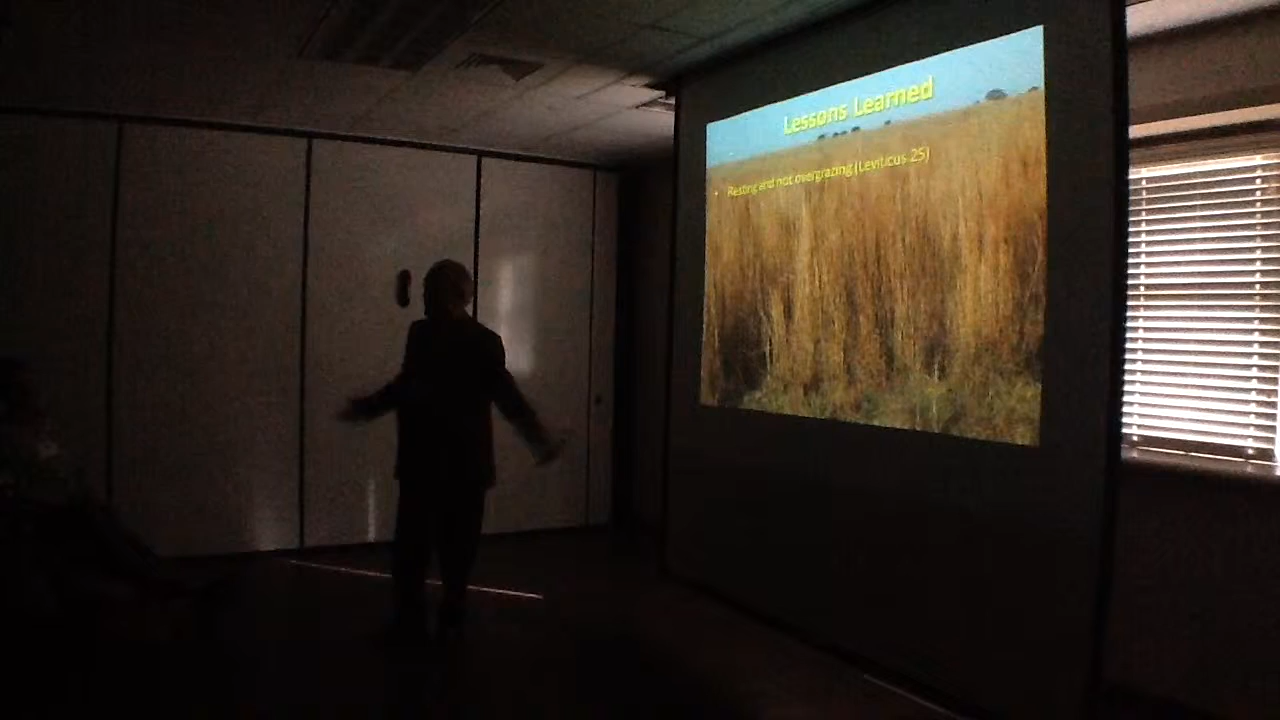 Lessons Learned
• Resting and not overgrazing (Leviticus 25)